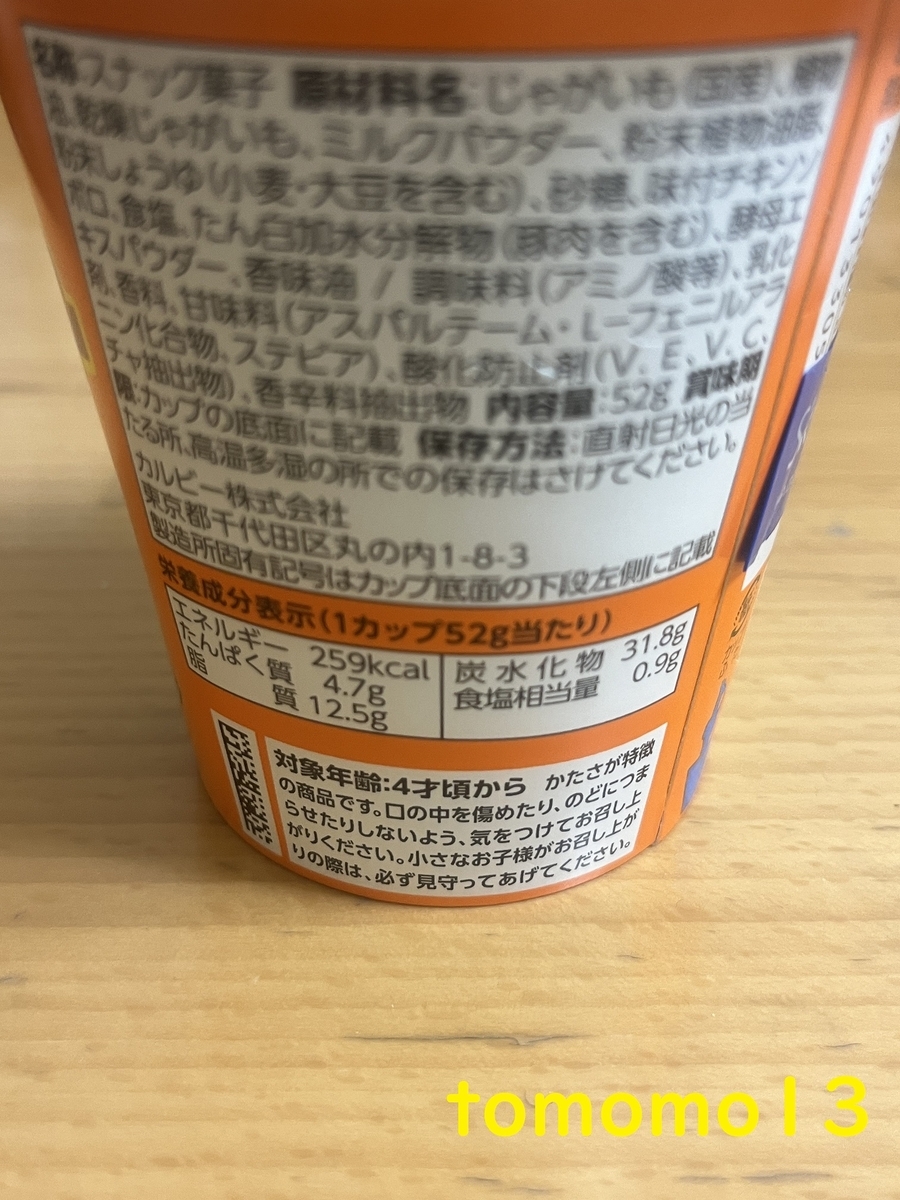 名称:スナック菓子 原材料名:じゃがいも(国産)、植物
油、乾燥じゃがいも、ミルクパウダー、粉末植物油脂、
粉末しょうゆ(小麦・大豆を含む)、砂糖、味付チキンソ
ボロ、食塩、たん白加水分解物(豚肉を含む)、酵母エ
キスパウダー、香味油 / 調味料(アミノ酸等)、乳化
剤、香料、甘味料(アスパルテーム・L-フェニルアラ
ニン化合物、ステビア)、酸化防止剤(V.E、V.C、
チャ抽出物)、香辛料抽出物 内容量:52g 賞味期
限:カップの底面に記載 保存方法:直射日光の当
たる所、高温多湿の所での保存はさけてください。
カルビー株式会社
東京都千代田区丸の内1-8-3
製造所固有記号はカップ底面の下段左側に記載
栄養成分表示(1カップ52g当たり)
エネルギー 259kcal 炭水化物 31.8g
たんぱく質 4.7g 食塩相当量 0.9g
脂質 12.5g
対象年齢:4才頃から かたさが特徴
の商品です。口の中を傷めたり、のどにつま
らせたりしないよう、気をつけてお召し上
がりください。小さなお子様がお召し上が
りの際は、必ず見守ってあげてください。
tomomo13